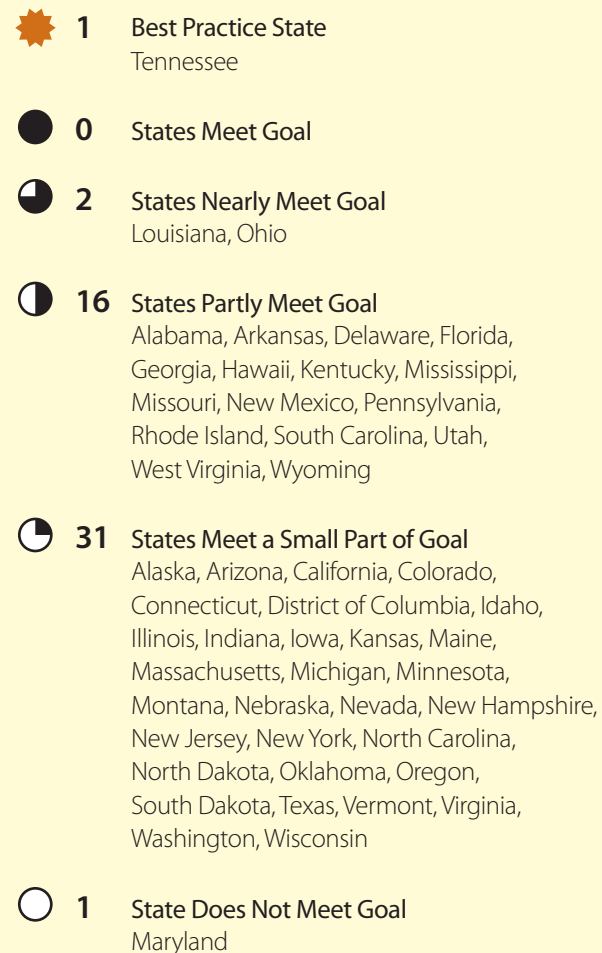 1 Best Practice State
Tennessee
0 States Meet Goal
2 States Nearly Meet Goal
Louisiana, Ohio
16 States Partly Meet Goal
Alabama, Arkansas, Delaware, Florida,
Georgia, Hawaii, Kentucky, Mississippi,
Missouri, New Mexico, Pennsylvania,
Rhode Island, South Carolina, Utah,
West Virginia, Wyoming
31 States Meet a Small Part of Goal
Alaska, Arizona, California, Colorado,
Connecticut, District of Columbia, Idaho,
Illinois, Indiana, Iowa, Kansas, Maine,
Massachusetts, Michigan, Minnesota,
Montana, Nebraska, Nevada, New Hampshire,
New Jersey, New York, North Carolina,
North Dakota, Oklahoma, Oregon,
South Dakota, Texas, Vermont, Virginia,
Washington, Wisconsin
1 State Does Not Meet Goal
Maryland